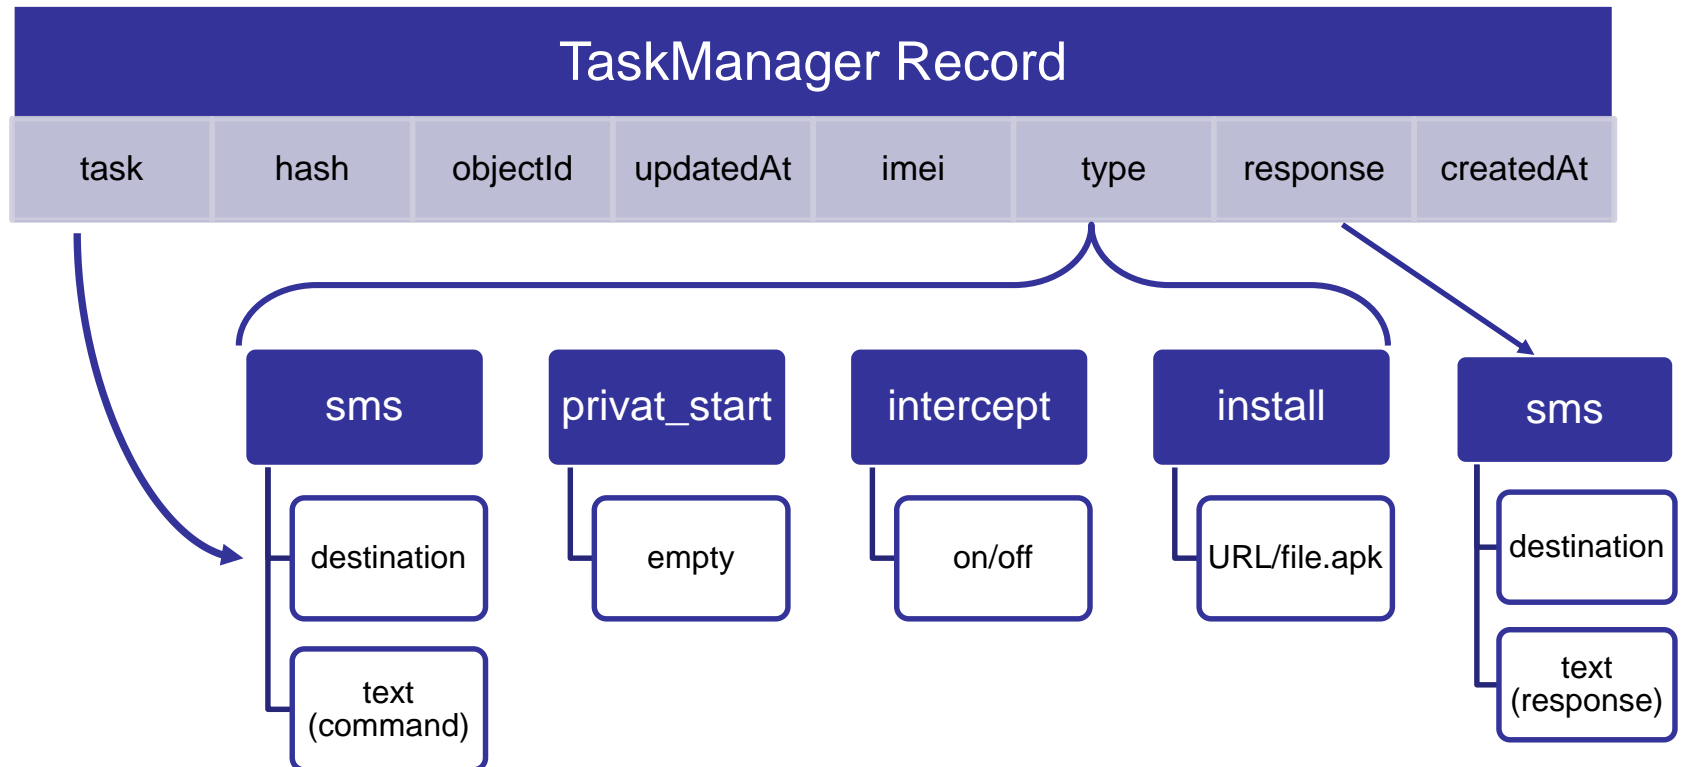 TaskManager Record
task hash objectId updatedAt imei type response createdAt
sms privat_start intercept install sms
destination empty on/off URL/file.apk destination
text
(command)
text
(response)